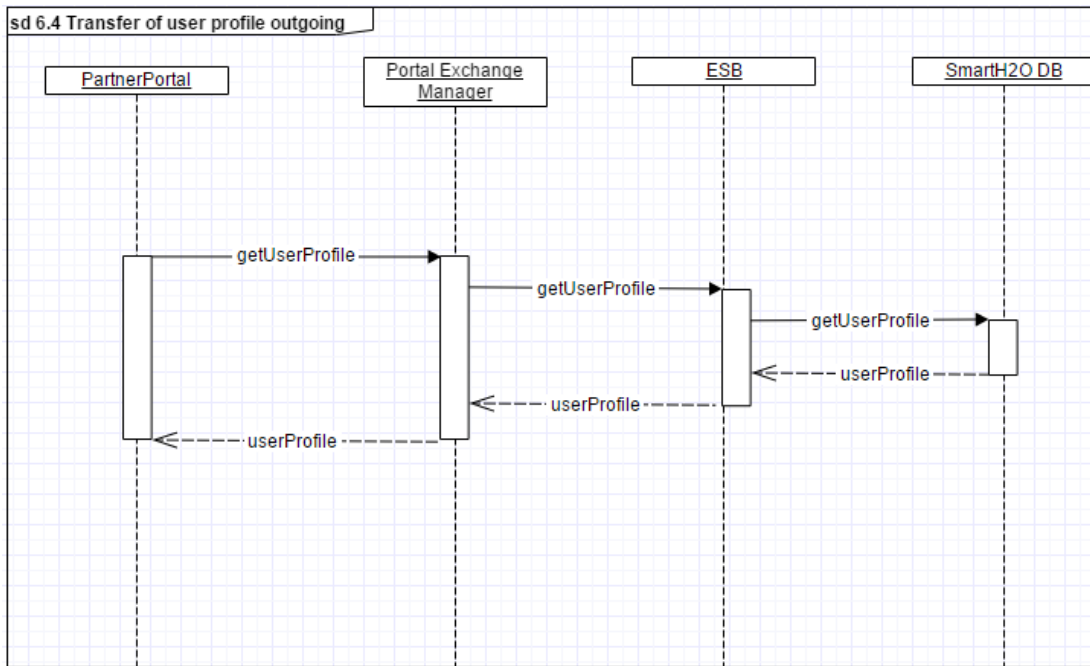 sd 6.4 Transfer of user profile outgoing
PartnerPortal
Portal Exchange
Manager
ESB
SmartH2O DB
getUserProfile
getUserProfile
getUserProfile
userProfile
userProfile
userProfile